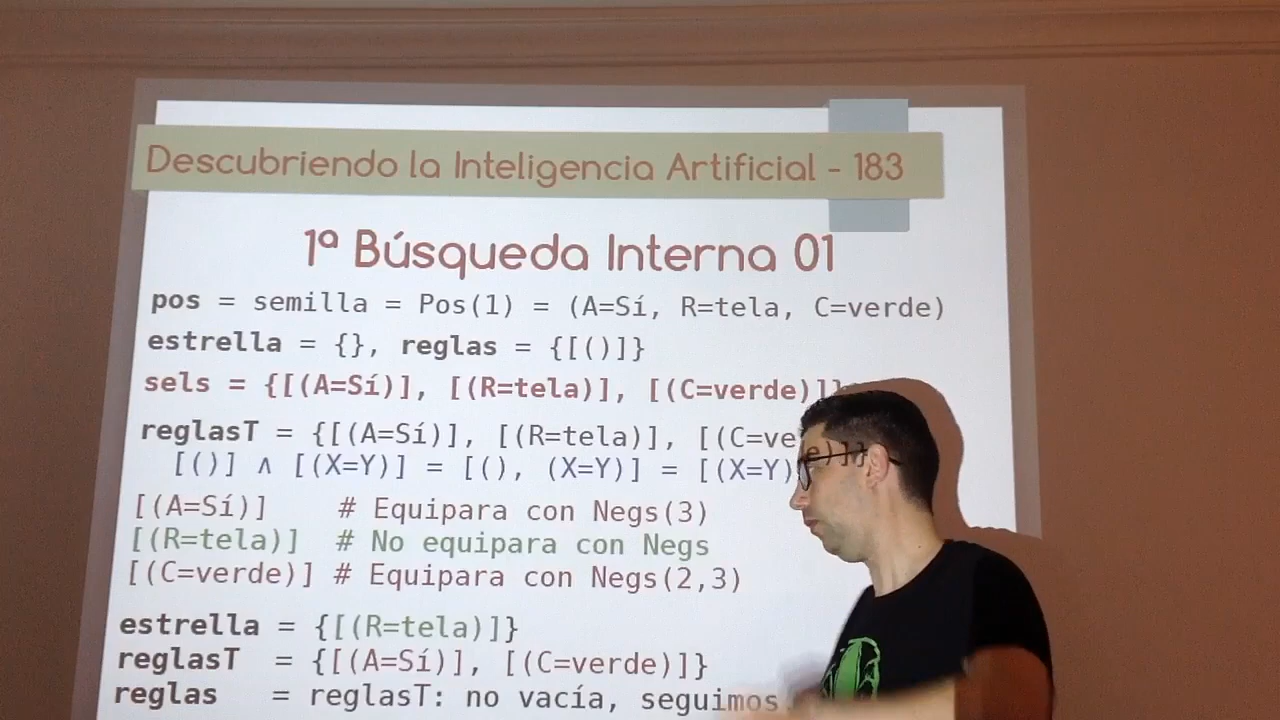 Descubriendo la Inteligencia Artificial - 183
1ª Búsqueda Interna 01
pos = semilla = Pos(1) = (A=Sí, R=tela, C=verde)
estrella = {}, reglas = {[()]}
sels = {[(A=Sí)], [(R=tela)], [(C=verde)]}
reglasT = {[(A=Sí)], [(R=tela)], [(C=ve
[()] ∧ [(X=Y)] = [(), (X=Y)] = [(X=Y)
[(A=Sí)] # Equipara con Negs(3)
[(R=tela)] # No equipara con Negs
[(C=verde)] # Equipara con Negs(2,3)
estrella = {[(R=tela)]}
reglasT = {[(A=Sí)], [(C=verde)]}
reglas = reglasT: no vacía, seguimos